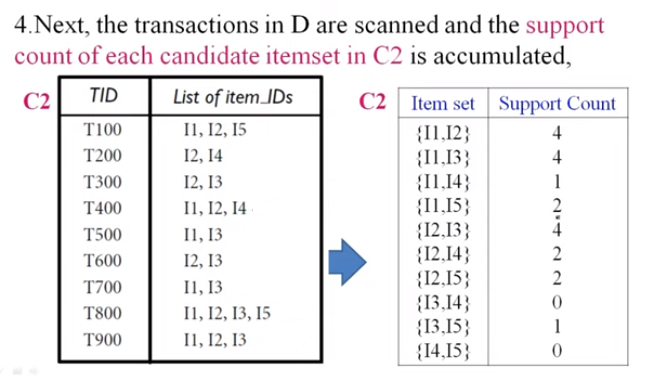 4.Next, the transactions in D are scanned and the support
count of each candidate itemset in C2 is accumulated,
C2
TID List of item_IDs
T100 I1, I2, I5
T200 I2, I4
T300 I2, I3
T400 I1, I2, I4
T500 I1, I3
T600 I2, I3
T700 I1, I3
T800 I1, I2, I3, I5
T900 I1, I2, I3
C2
Item set Support Count
{I1,I2} 4
{I1,I3} 4
{I1,I4} 1
{I1,I5} 2
{I2,I3} 4
{I2,I4} 2
{I2,I5} 2
{I3,I4} 0
{I3,I5} 1
{I4,I5} 0